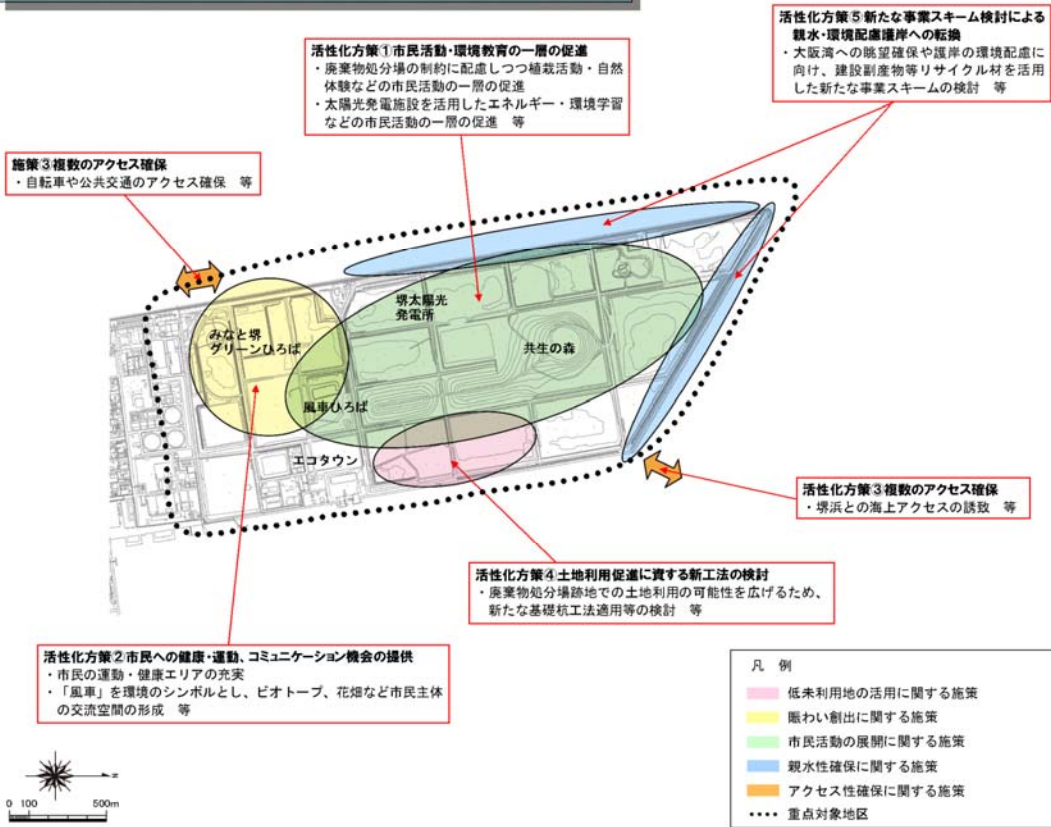 活性化方策⑤新たな事業スキーム検討による
親水・環境配慮護岸への転換
・大阪湾への眺望確保や護岸の環境配慮に
向け、建設副産物等リサイクル材を活用
した新たな事業スキームの検討　等
活性化方策①市民活動・環境教育の一層の促進
・廃棄物処分場の制約に配慮しつつ植栽活動・自然
体験などの市民活動の一層の促進
・太陽光発電施設を活用したエネルギー・環境学習
などの市民活動の一層の促進　等
施策③複数のアクセス確保
・自転車や公共交通のアクセス確保　等
堺太陽光
発電所
みなと堺
グリーンひろば
共生の森
風車ひろば
エコタウン
活性化方策③複数のアクセス確保
・堺浜との海上アクセスの誘致　等
活性化方策④土地利用促進に資する新工法の検討
・廃棄物処分場跡地での土地利用の可能性を広げるため、
新たな基礎杭工法適用等の検討　等
活性化方策②市民への健康・運動、コミュニケーション機会の提供
・市民の運動・健康エリアの充実
・「風車」を環境のシンボルとし、ビオトープ、花畑など市民主体
の交流空間の形成　等
凡　例
低未利用地の活用に関する施策
賑わい創出に関する施策
市民活動の展開に関する施策
親水性確保に関する施策
アクセス性確保に関する施策
重点対象地区
N
0 100 500m